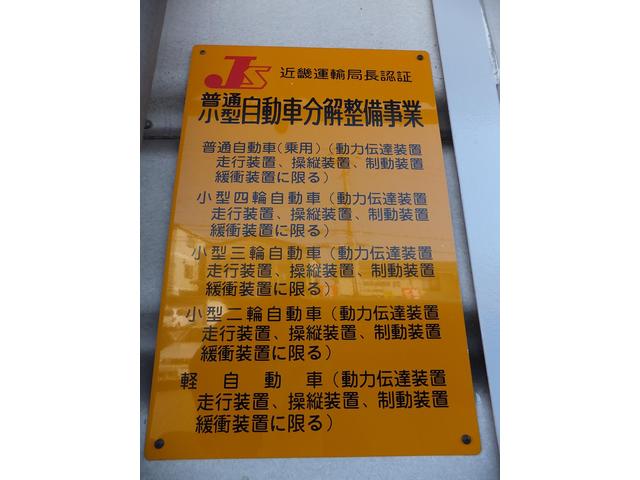 JS 近畿運輸局長認証
普通小型自動車分解整備事業
普通自動車(乗用)(動力伝達装置
走行装置、操縦装置、制動装置
緩衝装置に限る)
小型四輪自動車(動力伝達装置
走行装置、操縦装置、制動装置
緩衝装置に限る)
小型三輪自動車(動力伝達装置
走行装置、操縦装置、制動装置
緩衝装置に限る)
小型二輪自動車(動力伝達装置
走行装置、操縦装置、制動装置
緩衝装置に限る)
軽自動車(動力伝達装置
走行装置、操縦装置、制動装置
緩衝装置に限る)